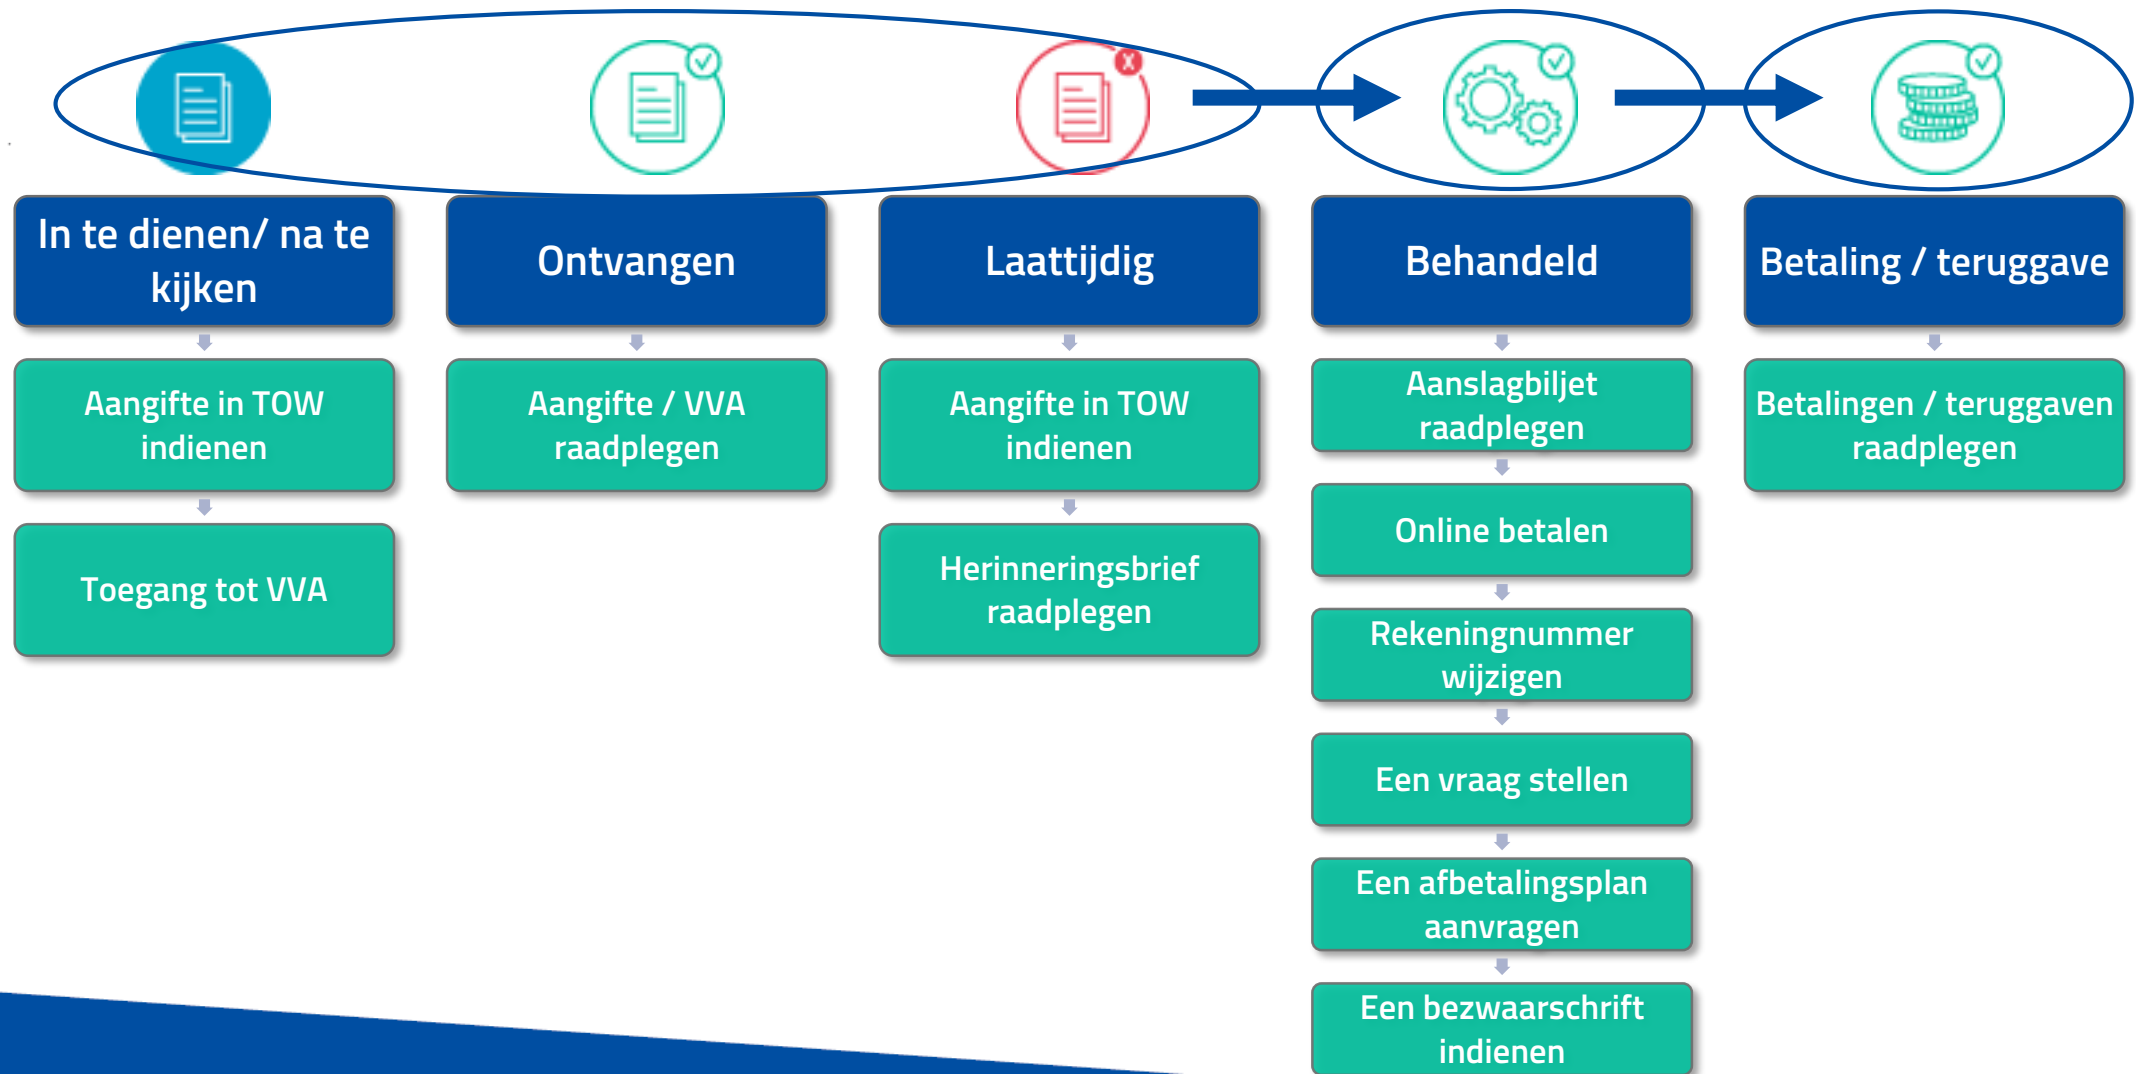 In te dienen/ na te
kijken
Aangifte in TOW
indienen
Toegang tot VVA
Ontvangen
Aangifte / VVA
raadplegen
Laattijdig
Aangifte in TOW
indienen
Herinneringsbrief
raadplegen
Behandeld
Aanslagbiljet
raadplegen
Online betalen
Rekeningnummer
wijzigen
Een vraag stellen
Een afbetalingsplan
aanvragen
Een bezwaarschrift
indienen
Betaling / teruggave
Betalingen / teruggaven
raadplegen